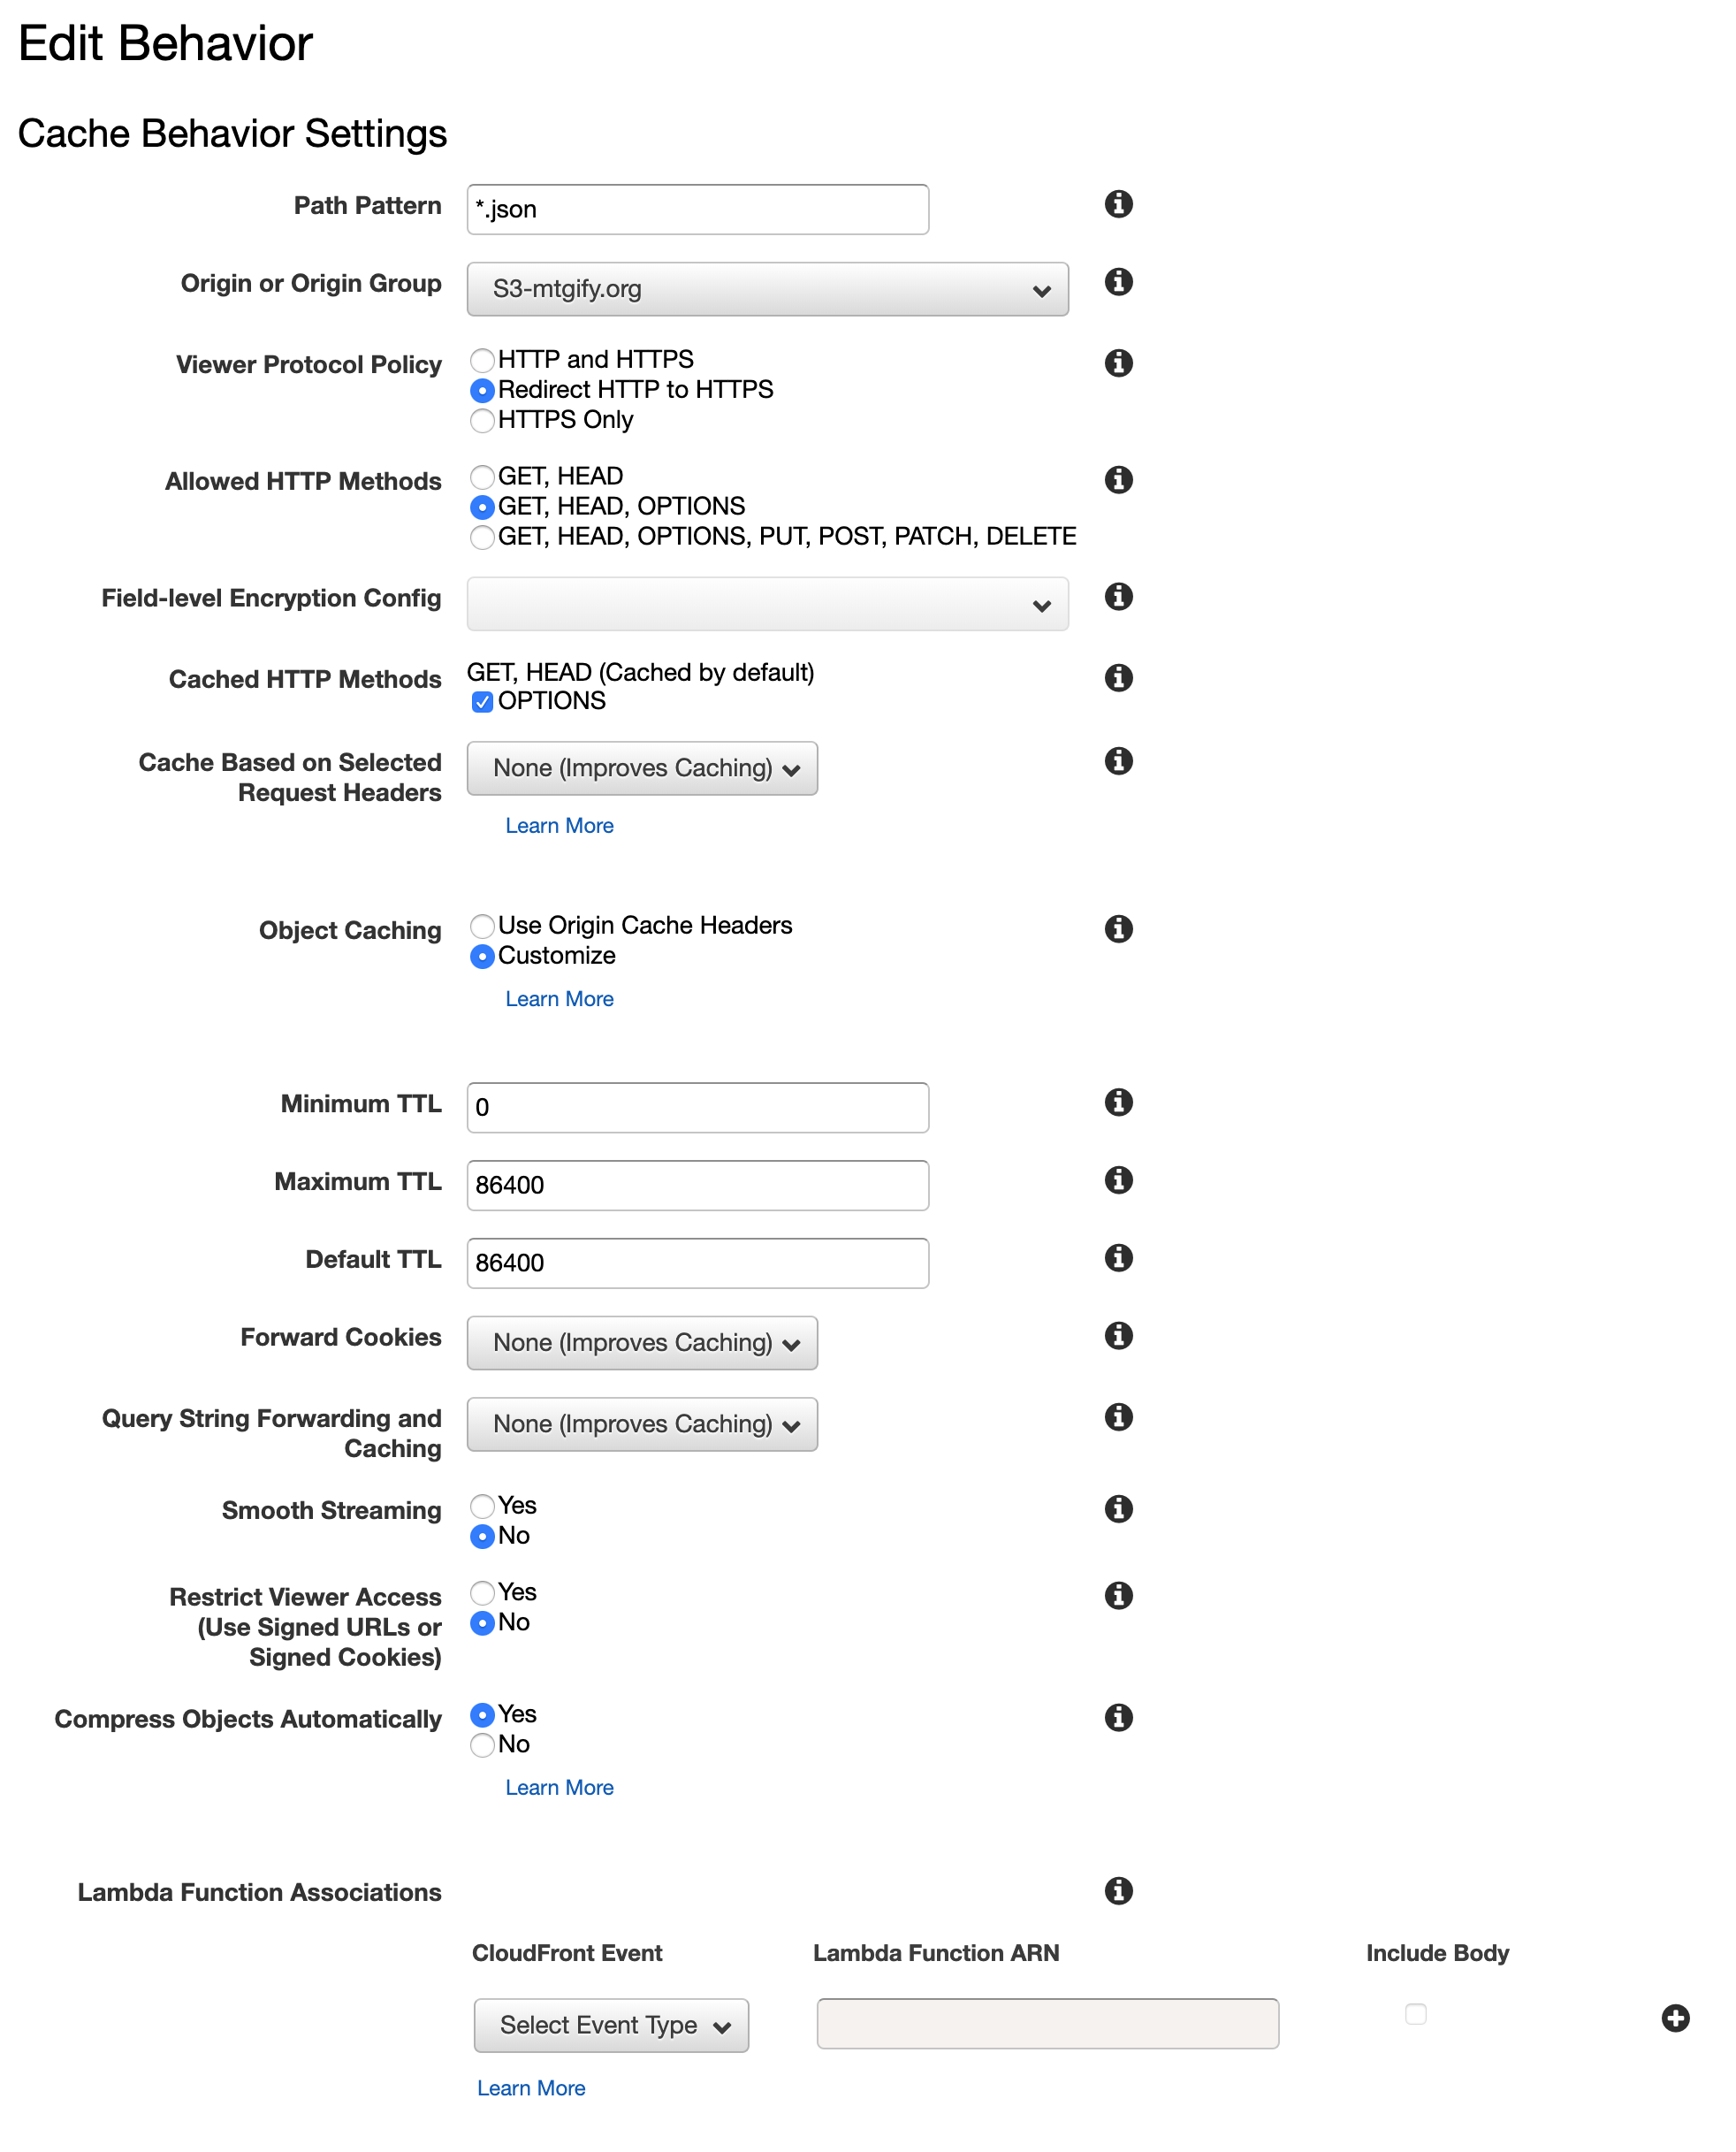 Edit Behavior
Cache Behavior Settings
Path Pattern
*.json
Origin or Origin Group
S3-mtgify.org
Viewer Protocol Policy
HTTP and HTTPS
Redirect HTTP to HTTPS
HTTPS Only
Allowed HTTP Methods
GET, HEAD
GET, HEAD, OPTIONS
GET, HEAD, OPTIONS, PUT, POST, PATCH, DELETE
Field-level Encryption Config
Cached HTTP Methods
GET, HEAD (Cached by default)
OPTIONS
Cache Based on Selected
Request Headers
None (Improves Caching)
Learn More
Object Caching
Use Origin Cache Headers
Customize
Learn More
Minimum TTL
0
Maximum TTL
86400
Default TTL
86400
Forward Cookies
None (Improves Caching)
Query String Forwarding and
Caching
None (Improves Caching)
Smooth Streaming
Yes
No
Restrict Viewer Access
(Use Signed URLs or
Signed Cookies)
Yes
No
Compress Objects Automatically
Yes
No
Learn More
Lambda Function Associations
CloudFront Event
Lambda Function ARN
Include Body
Select Event Type
Learn More